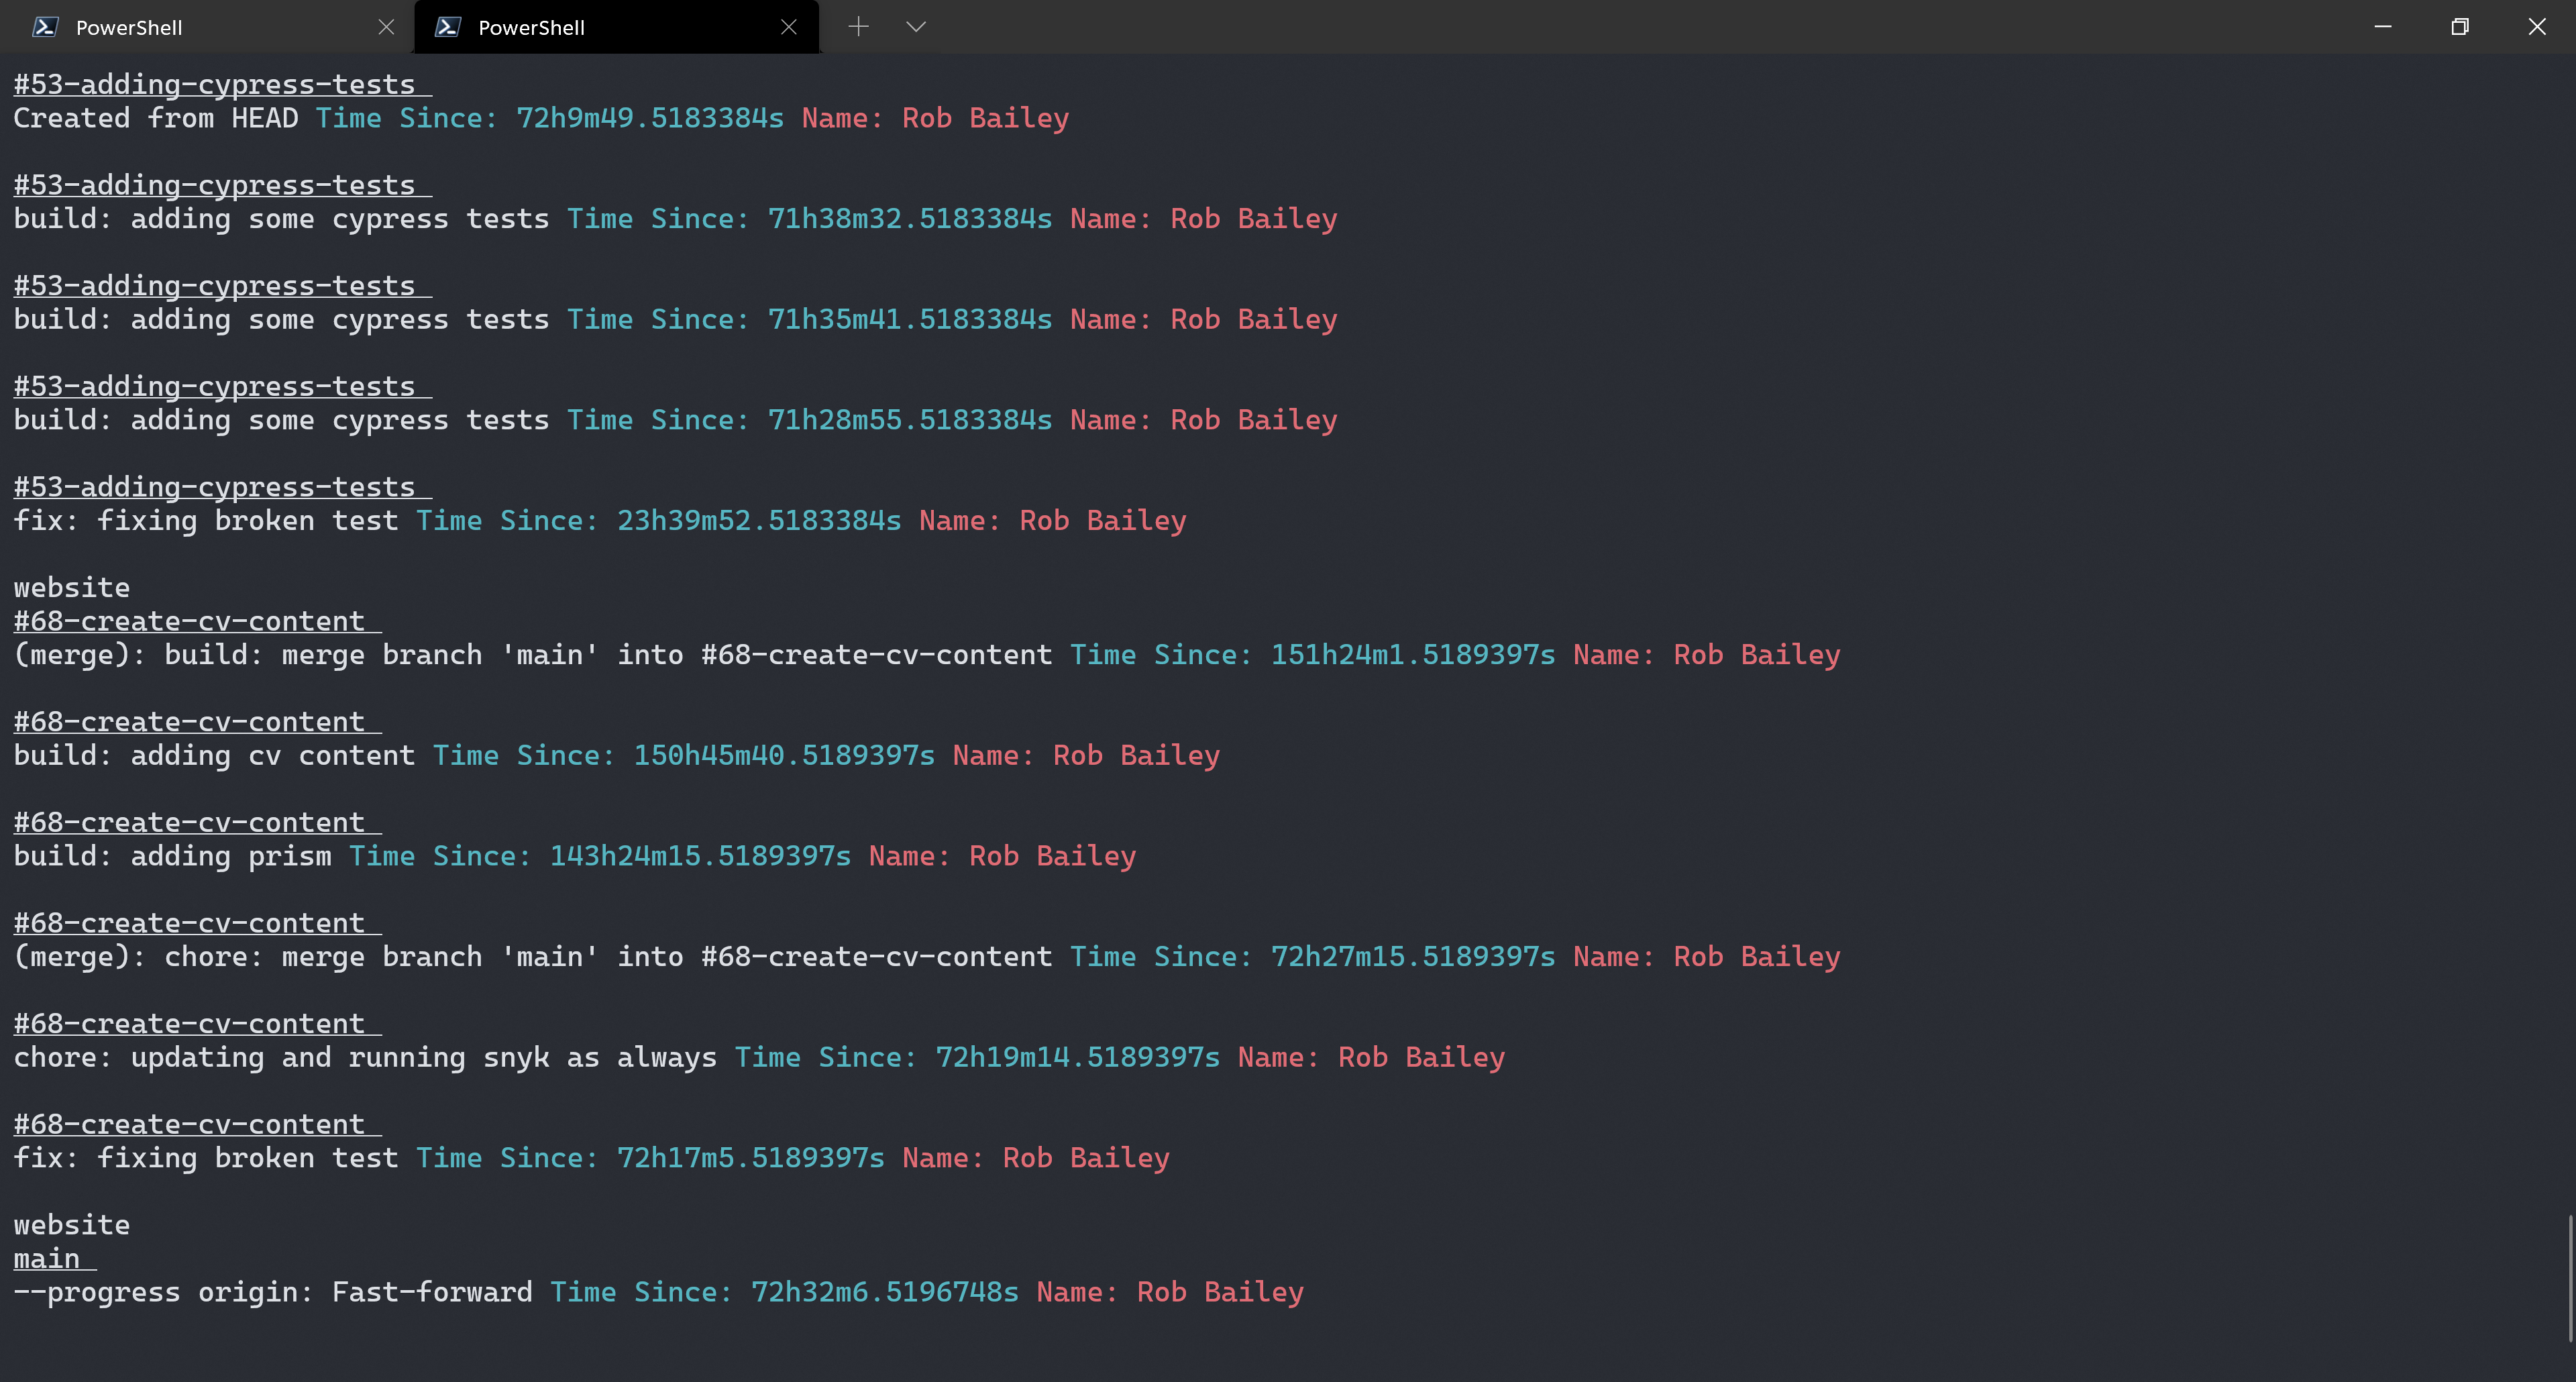 PowerShell PowerShell
#53-adding-cypress-tests
Created from HEAD Time Since: 72h9m49.5183384s Name: Rob Bailey
#53-adding-cypress-tests
build: adding some cypress tests Time Since: 71h38m32.5183384s Name: Rob Bailey
#53-adding-cypress-tests
build: adding some cypress tests Time Since: 71h35m41.5183384s Name: Rob Bailey
#53-adding-cypress-tests
build: adding some cypress tests Time Since: 71h28m55.5183384s Name: Rob Bailey
#53-adding-cypress-tests
fix: fixing broken test Time Since: 23h39m52.5183384s Name: Rob Bailey
website
#68-create-cv-content
(merge): build: merge branch 'main' into #68-create-cv-content Time Since: 151h24m1.5189397s Name: Rob Bailey
#68-create-cv-content
build: adding cv content Time Since: 150h45m40.5189397s Name: Rob Bailey
#68-create-cv-content
build: adding prism Time Since: 143h24m15.5189397s Name: Rob Bailey
#68-create-cv-content
(merge): chore: merge branch 'main' into #68-create-cv-content Time Since: 72h27m15.5189397s Name: Rob Bailey
#68-create-cv-content
chore: updating and running snyk as always Time Since: 72h19m14.5189397s Name: Rob Bailey
#68-create-cv-content
fix: fixing broken test Time Since: 72h17m5.5189397s Name: Rob Bailey
website
main
--progress origin: Fast-forward Time Since: 72h32m6.5196748s Name: Rob Bailey